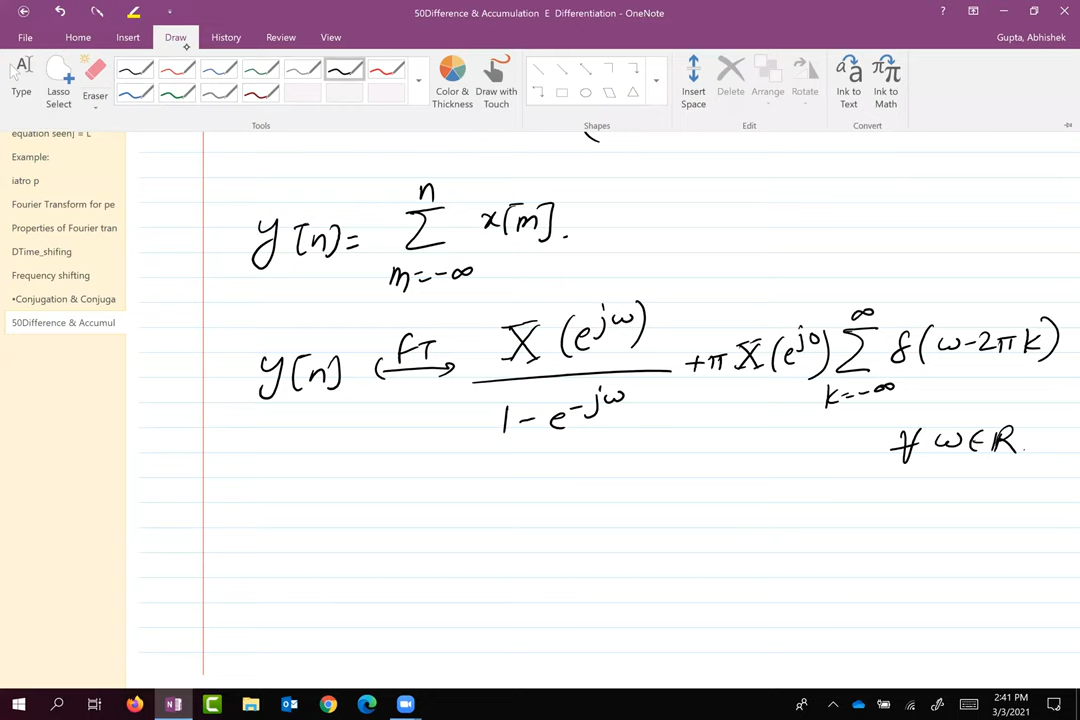 50Difference & Accumulation E Differentiation - OneNote
File Home Insert Draw History Review View Gupta, Abhishek
Type Lasso Select Eraser Color & Thickness Draw with Touch Insert Space Delete Arrange Rotate Ink to Text Ink to Math
Tools Shapes Edit Convert
equation seen] = L
Example:
iatro p
Fourier Transform for pe
Properties of Fourier tran
DTime_shifing
Frequency shifting
•Conjugation & Conjuga
50Difference & Accumul
y[n] = ∑_{m=-∞}^{n} x[m].
y[n] ⟷^{FT} X(e^{jω}) / (1 - e^{-jω}) + π X(e^{j0}) ∑_{k=-∞}^{∞} δ(ω-2πk)
∀ ω∈ℝ.
2:41 PM
3/3/2021